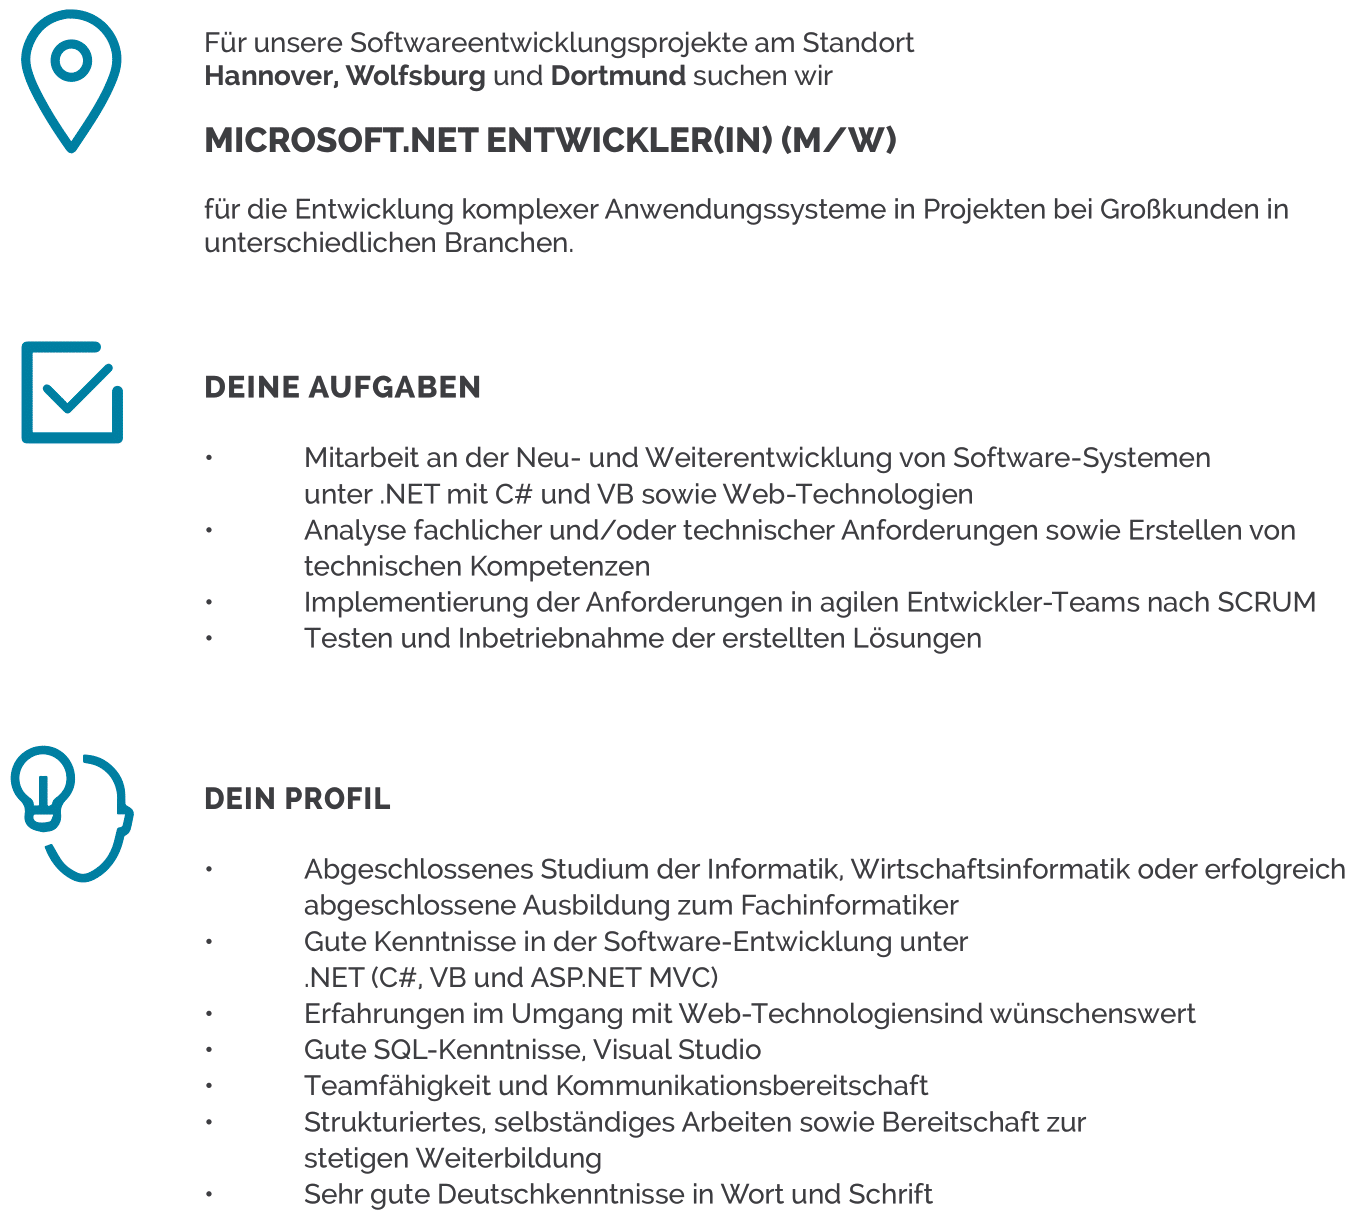 Für unsere Softwareentwicklungsprojekte am Standort
Hannover, Wolfsburg und Dortmund suchen wir
MICROSOFT.NET ENTWICKLER(IN) (M/W)
für die Entwicklung komplexer Anwendungssysteme in Projekten bei Großkunden in
unterschiedlichen Branchen.
DEINE AUFGABEN
• Mitarbeit an der Neu- und Weiterentwicklung von Software-Systemen
unter .NET mit C# und VB sowie Web-Technologien
• Analyse fachlicher und/oder technischer Anforderungen sowie Erstellen von
technischen Kompetenzen
• Implementierung der Anforderungen in agilen Entwickler-Teams nach SCRUM
• Testen und Inbetriebnahme der erstellten Lösungen
DEIN PROFIL
• Abgeschlossenes Studium der Informatik, Wirtschaftsinformatik oder erfolgreich
abgeschlossene Ausbildung zum Fachinformatiker
• Gute Kenntnisse in der Software-Entwicklung unter
.NET (C#, VB und ASP.NET MVC)
• Erfahrungen im Umgang mit Web-Technologiensind wünschenswert
• Gute SQL-Kenntnisse, Visual Studio
• Teamfähigkeit und Kommunikationsbereitschaft
• Strukturiertes, selbständiges Arbeiten sowie Bereitschaft zur
stetigen Weiterbildung
• Sehr gute Deutschkenntnisse in Wort und Schrift